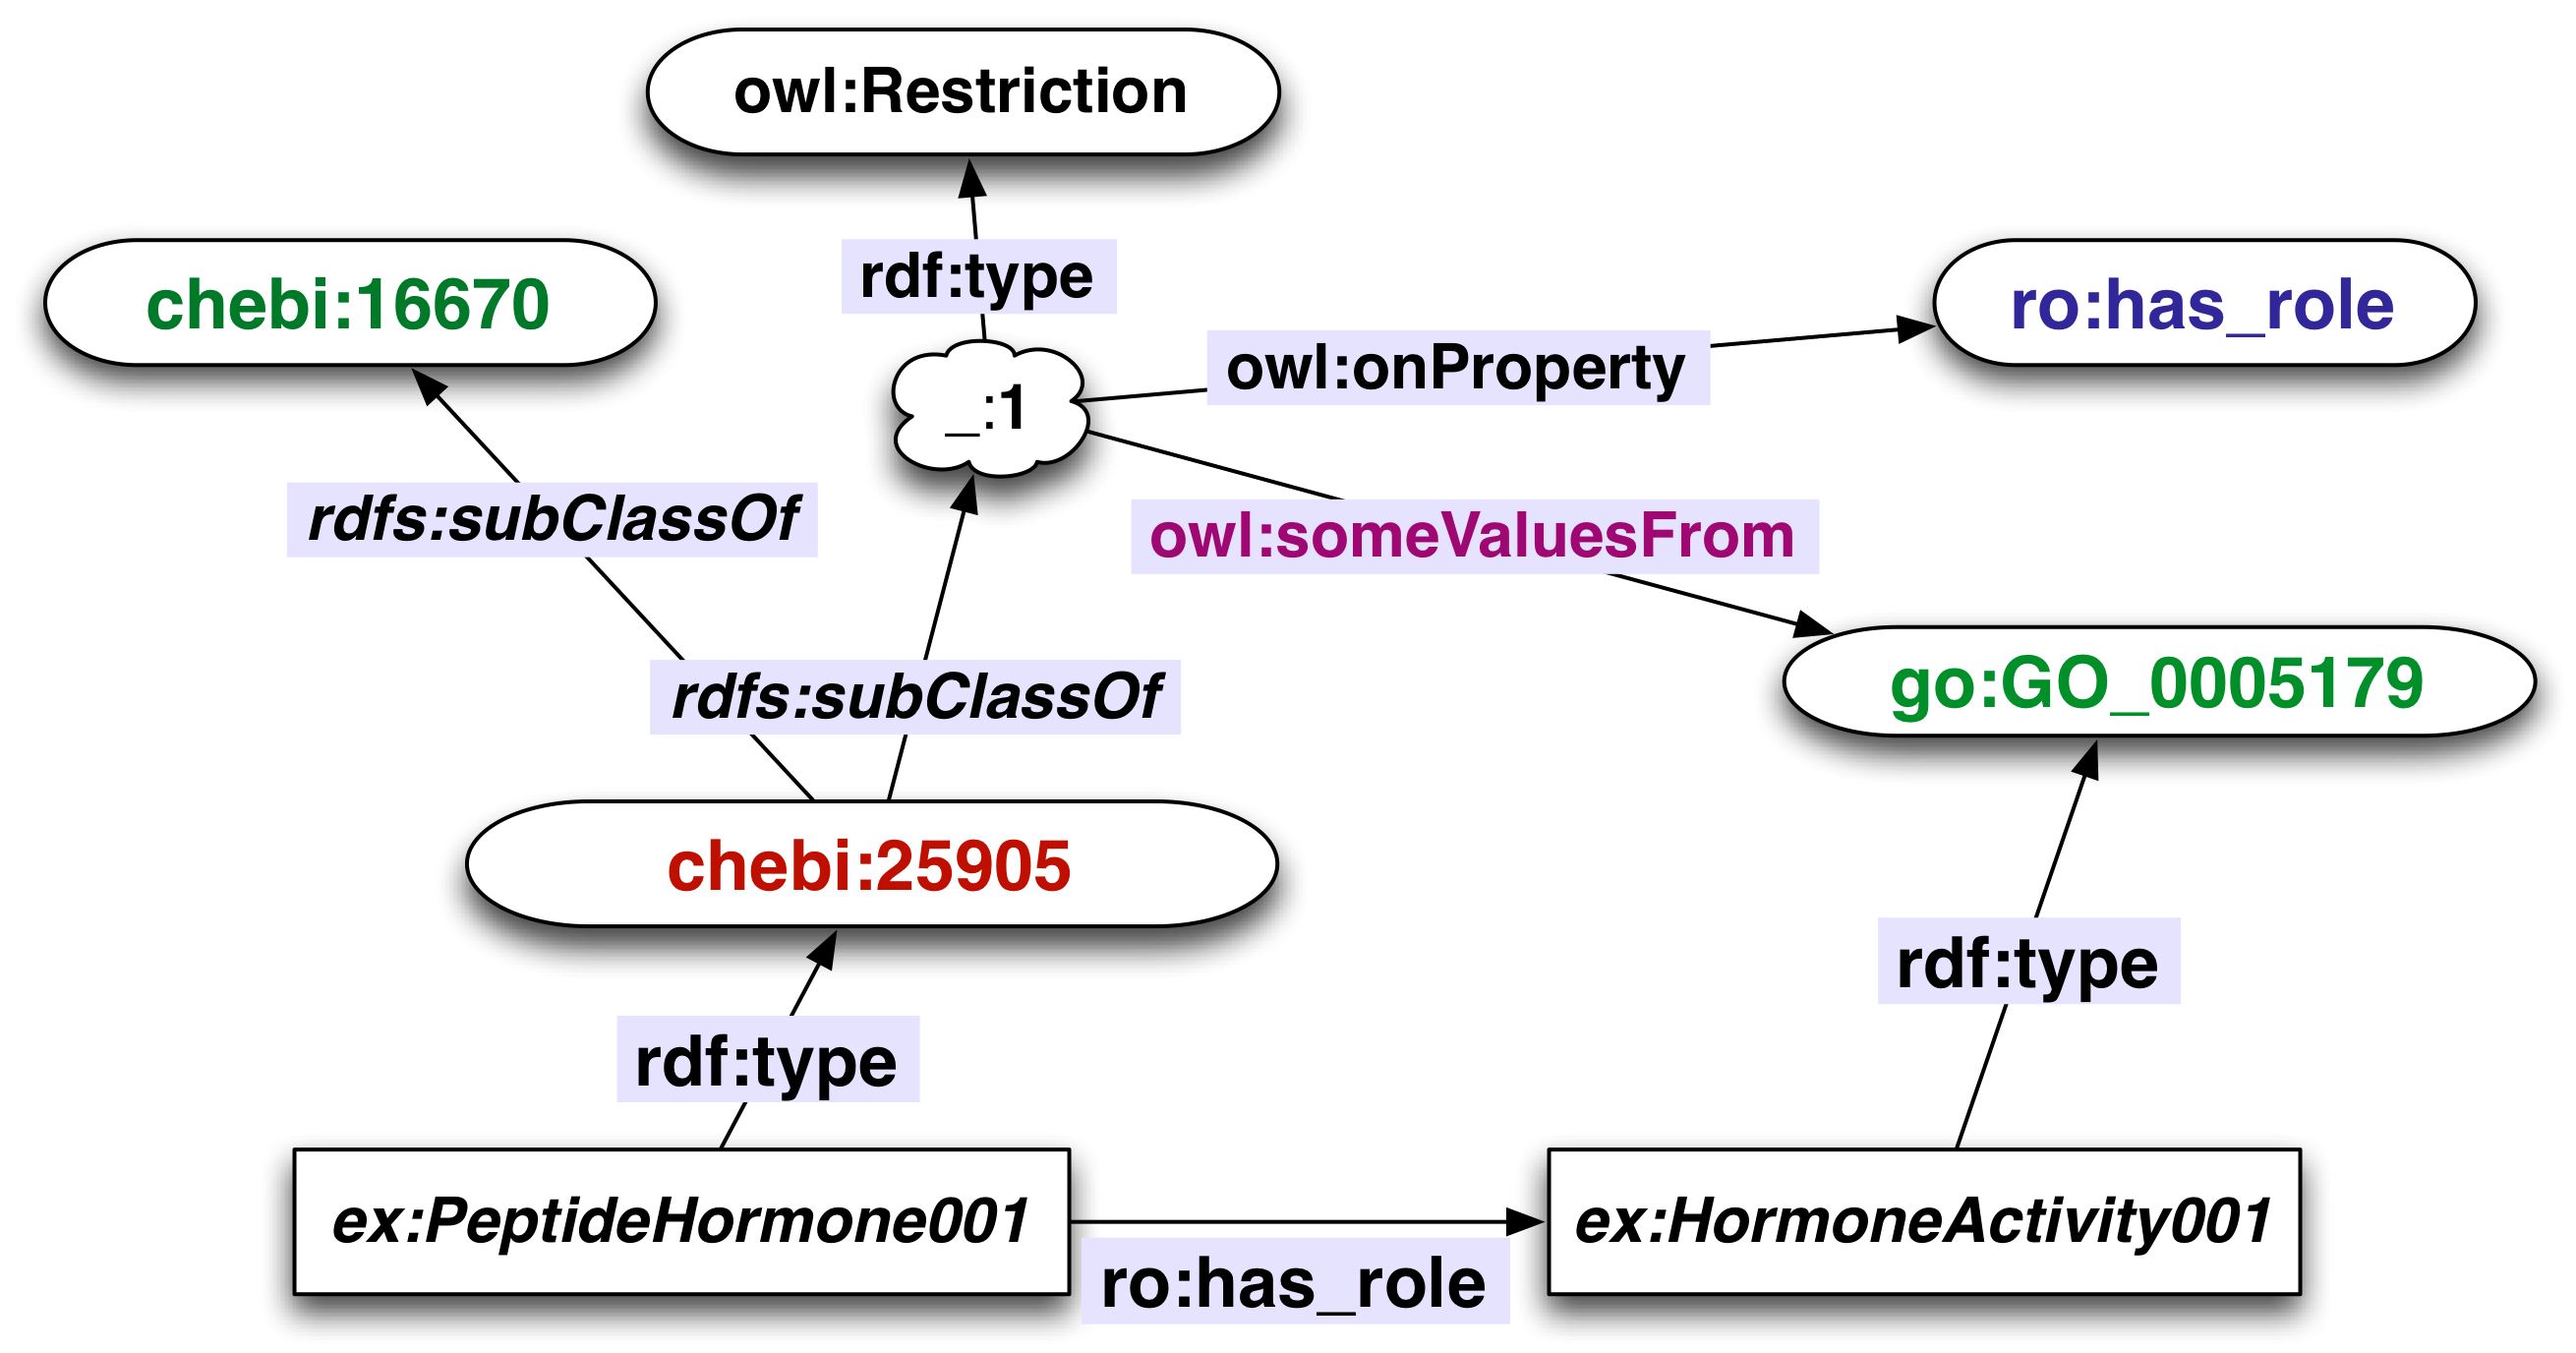 owl:Restriction
rdf:type
chebi:16670
ro:has_role
owl:onProperty
_:1
rdfs:subClassOf
owl:someValuesFrom
rdfs:subClassOf
go:GO_0005179
chebi:25905
rdf:type
rdf:type
ex:PeptideHormone001
ex:HormoneActivity001
ro:has_role